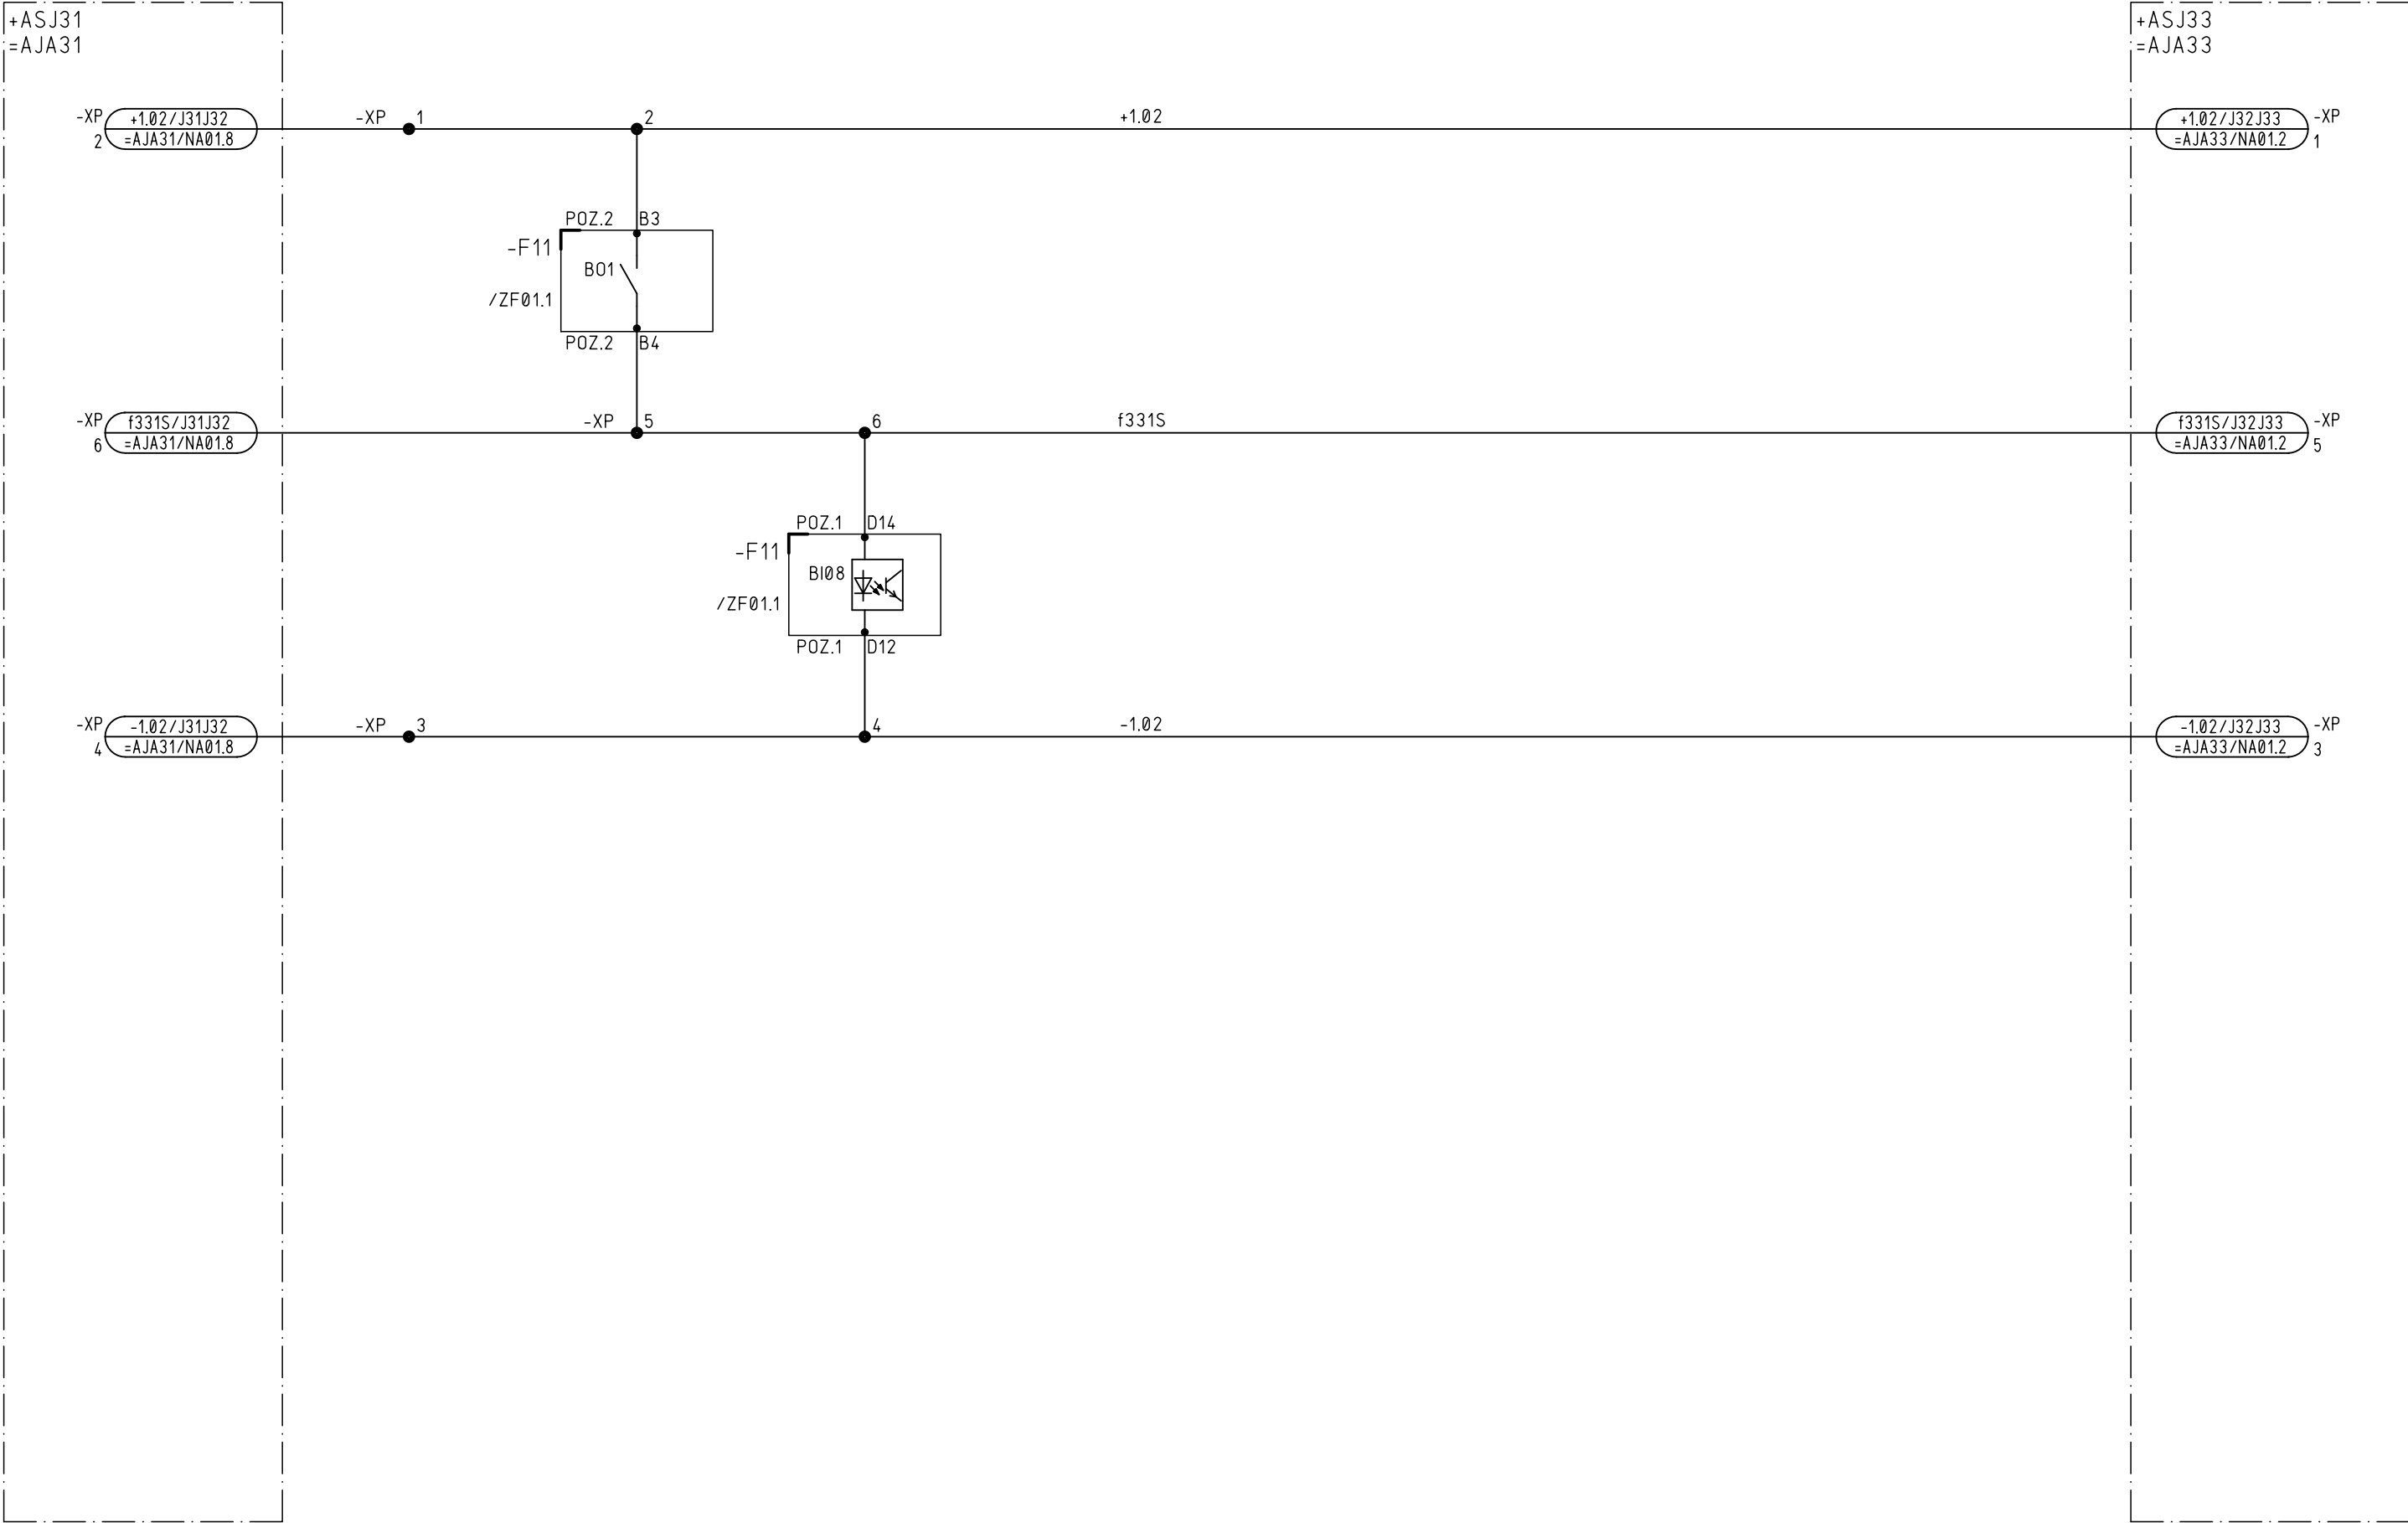 +ASJ31
=AJA31
+ASJ33
=AJA33
-XP
2
+1.02/J31J32
=AJA31/NA01.8
-XP
1
2
+1.02
+1.02/J32J33
=AJA33/NA01.2
-XP
1
POZ.2
B3
-F11
BO1
/ZF01.1
POZ.2
B4
-XP
6
f331S/J31J32
=AJA31/NA01.8
-XP
5
6
f331S
f331S/J32J33
=AJA33/NA01.2
-XP
5
POZ.1
D14
-F11
BI08
/ZF01.1
POZ.1
D12
-XP
4
-1.02/J31J32
=AJA31/NA01.8
-XP
3
4
-1.02
-1.02/J32J33
=AJA33/NA01.2
-XP
3